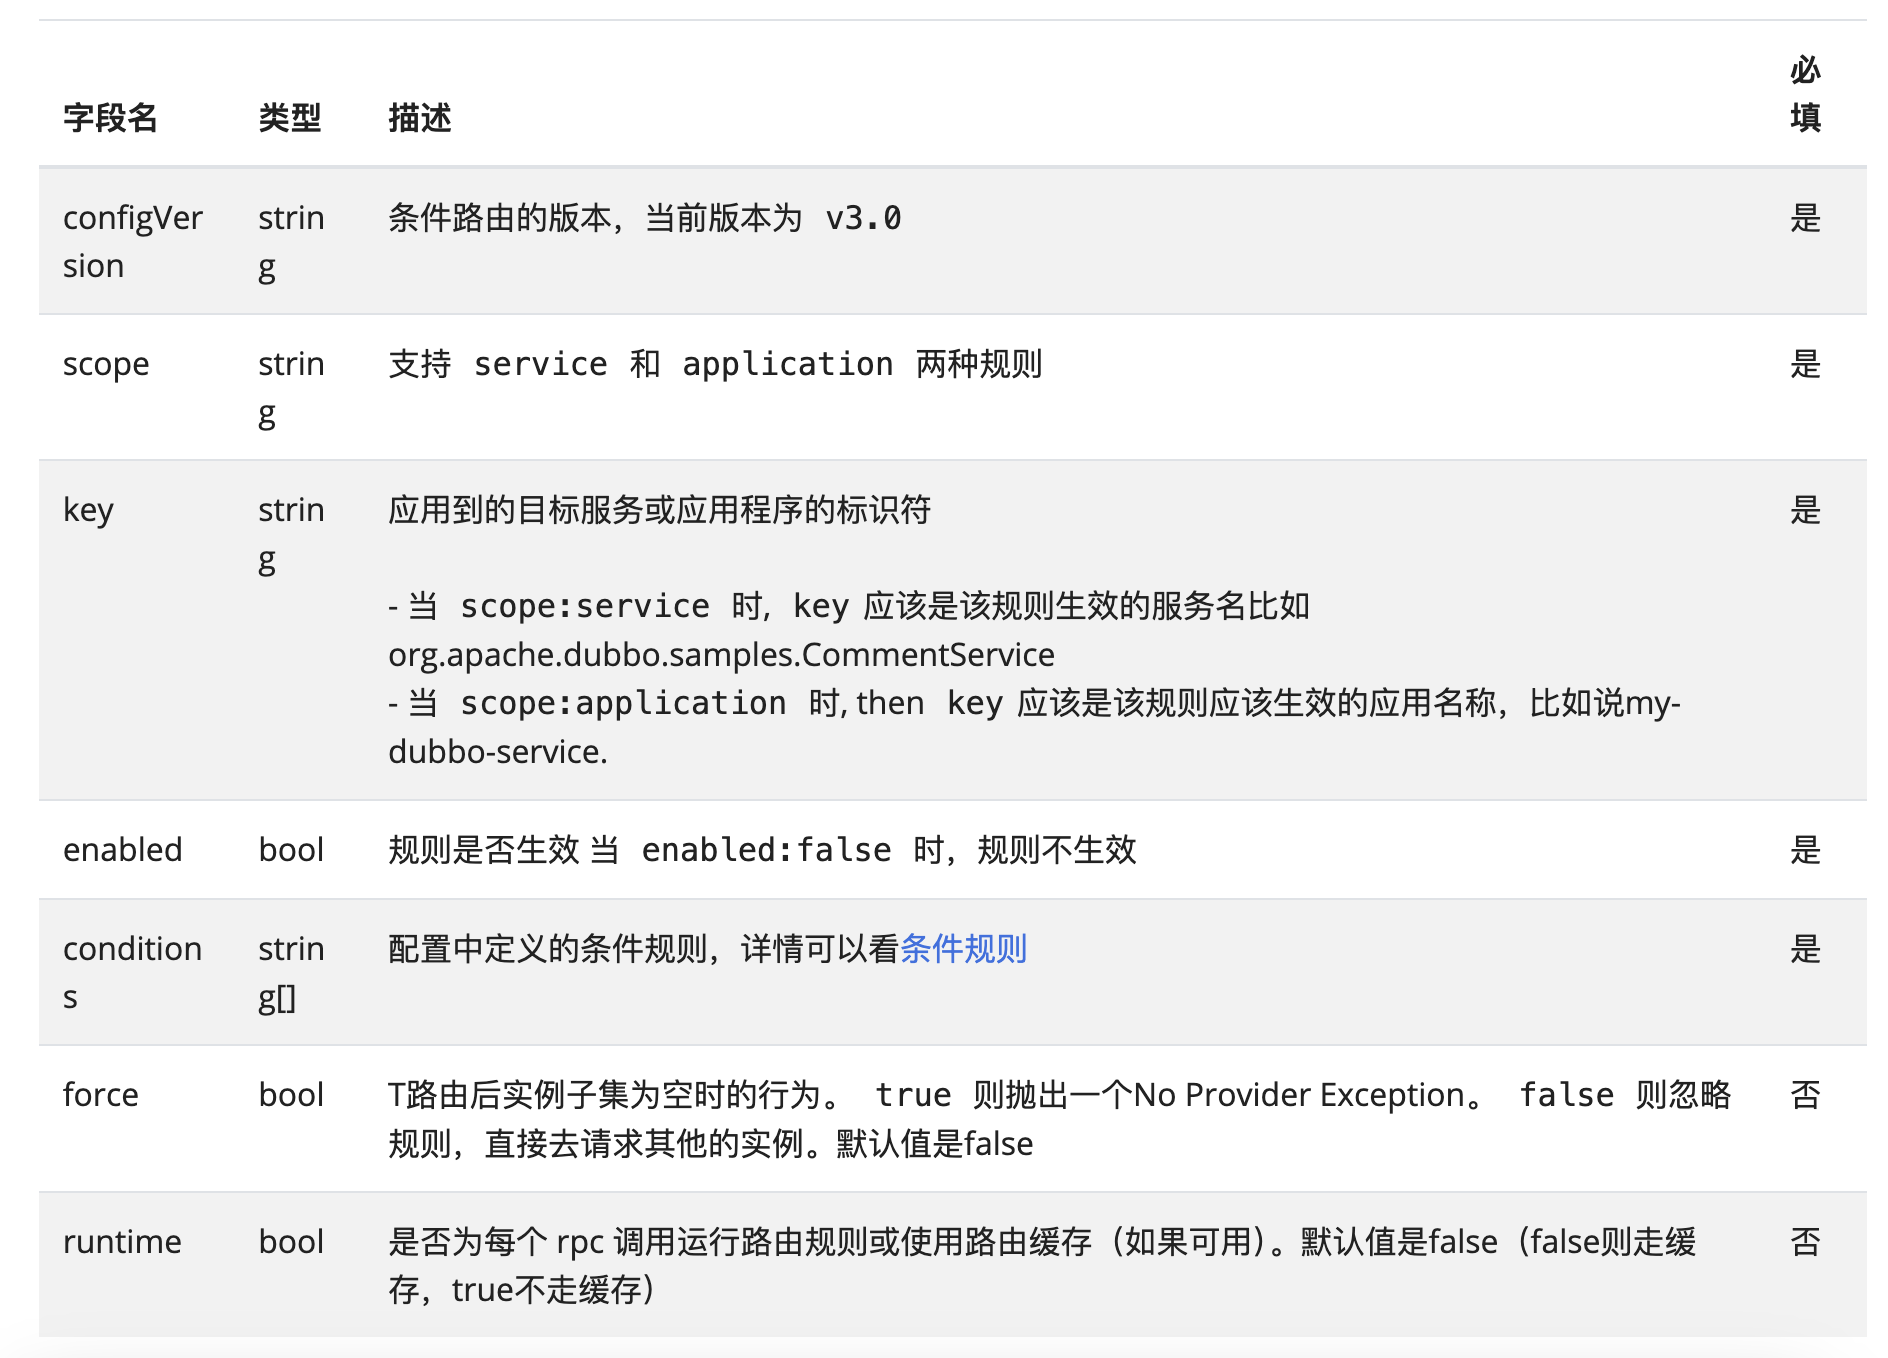 字段名 类型 描述 必填
configVer strin 条件路由的版本，当前版本为 v3.0 是
sion g
scope strin 支持 service 和 application 两种规则 是
g
key strin 应用到的目标服务或应用程序的标识符 是
g
- 当 scope:service 时，key 应该是该规则生效的服务名比如
org.apache.dubbo.samples.CommentService
- 当 scope:application 时, then key 应该是该规则应该生效的应用名称，比如说my-
dubbo-service.
enabled bool 规则是否生效 当 enabled:false 时，规则不生效 是
condition strin 配置中定义的条件规则，详情可以看条件规则 是
s g[]
force bool T路由后实例子集为空时的行为。 true 则抛出一个No Provider Exception。 false 则忽略 否
规则，直接去请求其他的实例。默认值是false
runtime bool 是否为每个 rpc 调用运行路由规则或使用路由缓存（如果可用）。默认值是false（false则走缓 否
存，true不走缓存）